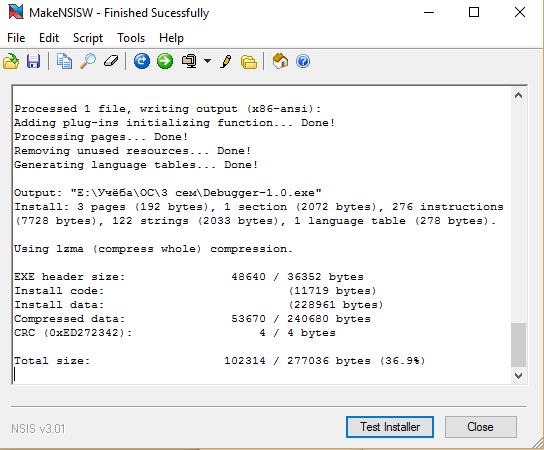 MakeNSISW - Finished Sucessfully
File Edit Script Tools Help
Processed 1 file, writing output (x86-ansi):
Adding plug-ins initializing function... Done!
Processing pages... Done!
Removing unused resources... Done!
Generating language tables... Done!
Output: "E:\Учёба\ОС\3 сем\Debugger-1.0.exe"
Install: 3 pages (192 bytes), 1 section (2072 bytes), 276 instructions
(7728 bytes), 122 strings (2033 bytes), 1 language table (278 bytes).
Using lzma (compress whole) compression.
EXE header size: 48640 / 36352 bytes
Install code: (11719 bytes)
Install data: (228961 bytes)
Compressed data: 53670 / 240680 bytes
CRC (0xED272342): 4 / 4 bytes
Total size: 102314 / 277036 bytes (36.9%)
NSIS v3.01 Test Installer Close